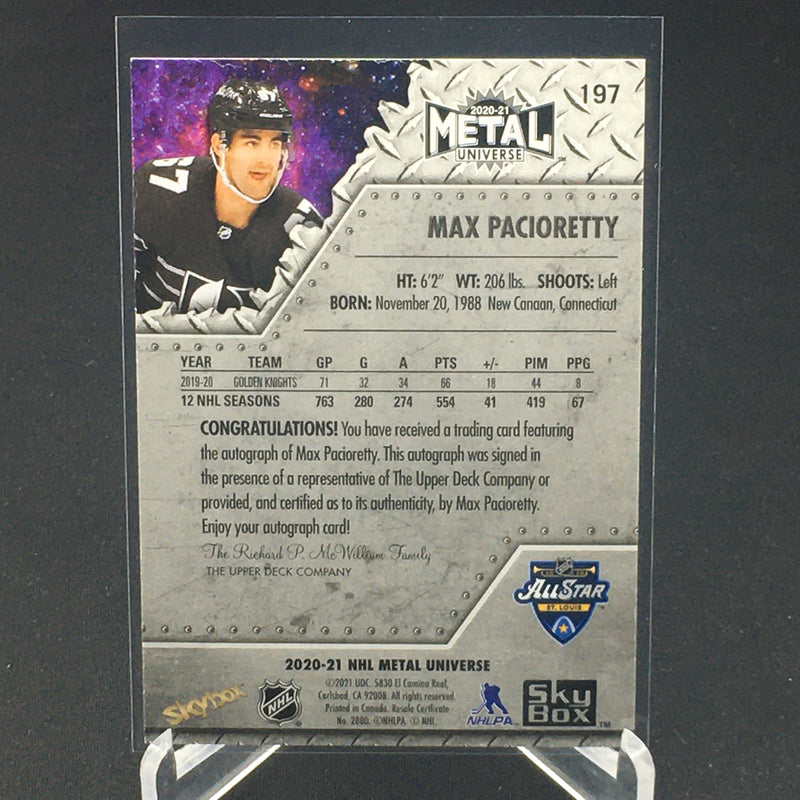 197
2020-21
METAL
UNIVERSE
67
MAX PACIORETTY
HT: 6'2" WT: 206 lbs. SHOOTS: Left
BORN: November 20, 1988 New Canaan, Connecticut
YEAR TEAM GP G A PTS +/- PIM PPG
2019-20 GOLDEN KNIGHTS 71 32 34 66 18 44 8
12 NHL SEASONS 763 280 274 554 41 419 67
CONGRATULATIONS! You have received a trading card featuring
the autograph of Max Pacioretty. This autograph was signed in
the presence of a representative of The Upper Deck Company or
provided, and certified as to its authenticity, by Max Pacioretty.
Enjoy your autograph card!
The Richard P. McWilliam Family
THE UPPER DECK COMPANY
ALL STAR
ST. LOUIS
2020-21 NHL METAL UNIVERSE
©2021 UDC. 5830 El Camino Real,
Carlsbad, CA 92008. All rights reserved.
Printed in Canada. Resale Certificate
No. 2880. ©NHLPA. © NHL.
SKYBOX
NHL
NHLPA
SKY
BOX
TM